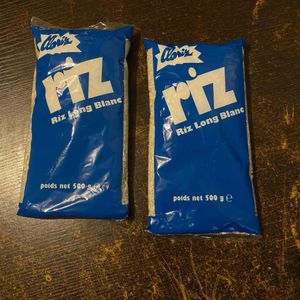 riz
Riz Long Blanc
poids net 500 g
riz
Riz Long Blanc
poids net 500 g e